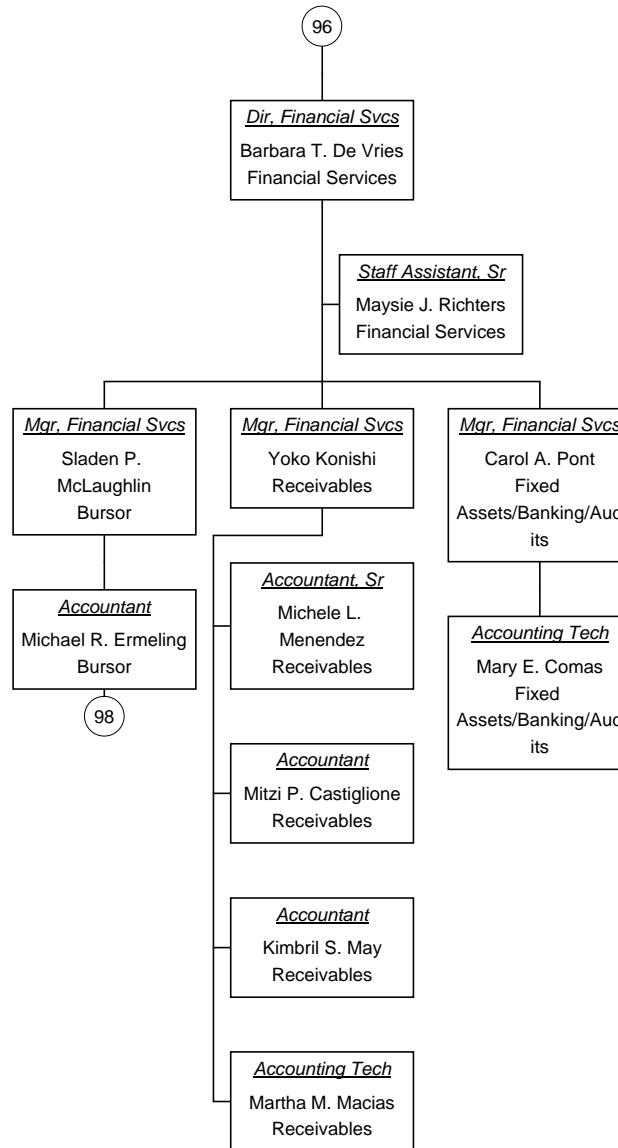 96
Dir, Financial Svcs
Barbara T. De Vries
Financial Services
Staff Assistant, Sr
Maysie J. Richters
Financial Services
Mgr, Financial Svcs
Sladen P.
McLaughlin
Bursor
Mgr, Financial Svcs
Yoko Konishi
Receivables
Mgr, Financial Svcs
Carol A. Pont
Fixed
Assets/Banking/Aud
its
Accountant
Michael R. Ermeling
Bursor
98
Accountant, Sr
Michele L.
Menendez
Receivables
Accounting Tech
Mary E. Comas
Fixed
Assets/Banking/Aud
its
Accountant
Mitzi P. Castiglione
Receivables
Accountant
Kimbril S. May
Receivables
Accounting Tech
Martha M. Macias
Receivables